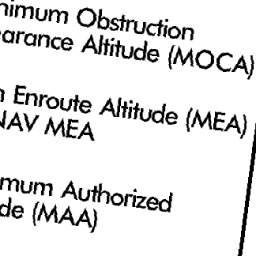 nimum Obstruction
earance Altitude (MOCA)
Enroute Altitude (MEA)
NAV MEA
mum Authorized
de (MAA)